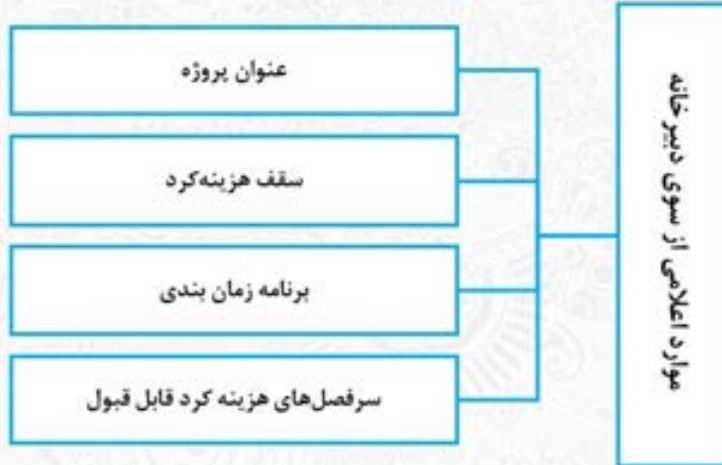 موارد اعلامی از سوی دبیرخانه
عنوان پروژه
سقف هزینه‌کرد
برنامه زمان بندی
سرفصل‌های هزینه کرد قابل قبول